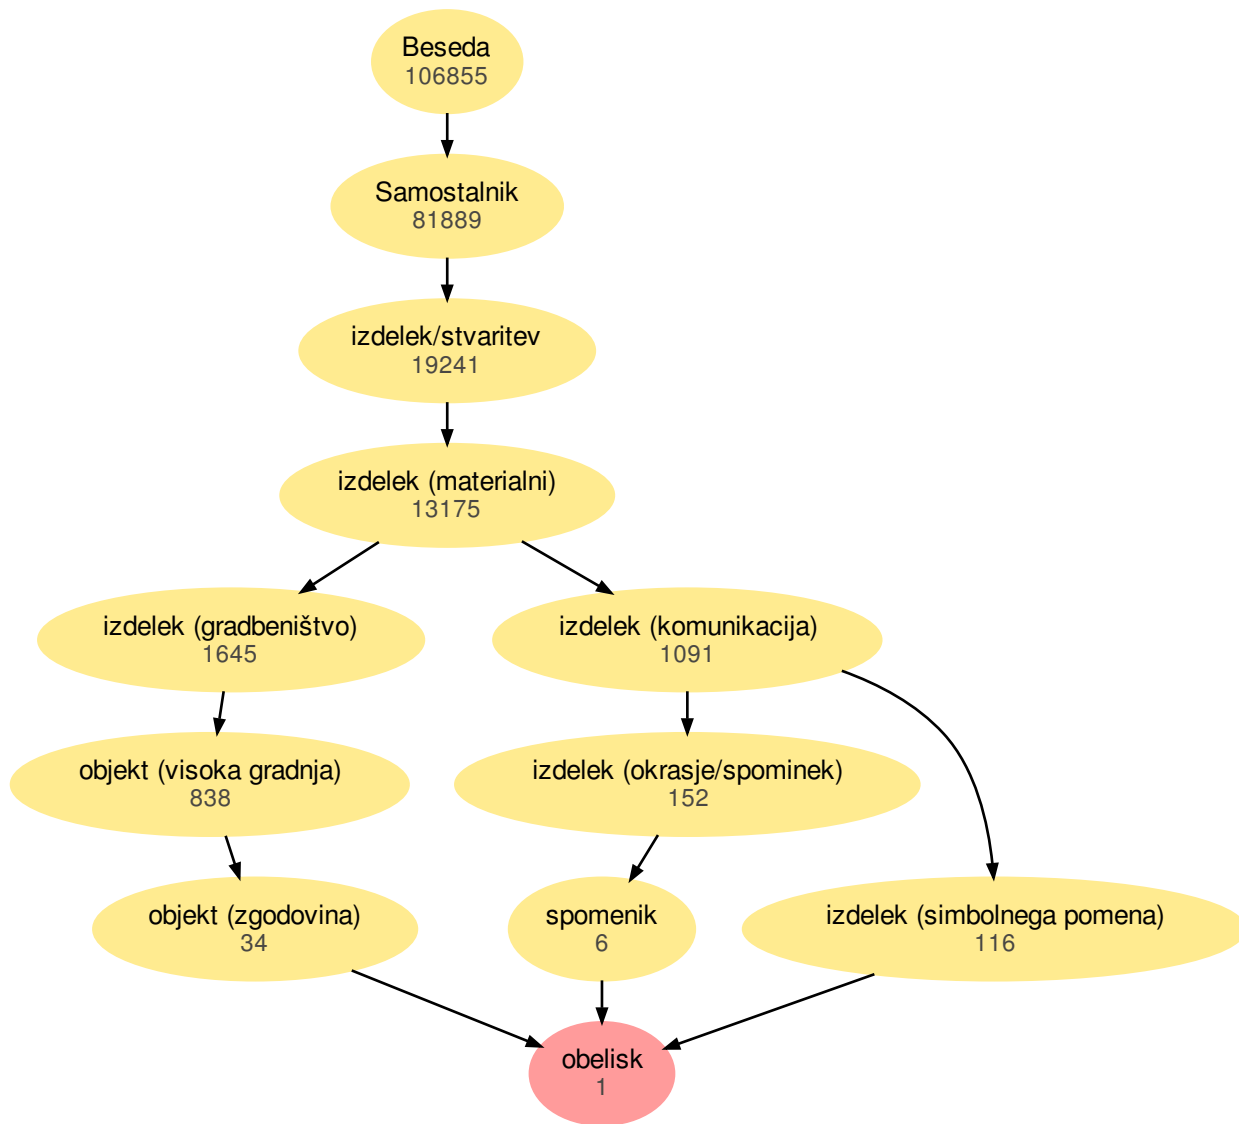 Beseda
106855
Samostalnik
81889
izdelek/stvaritev
19241
izdelek (materialni)
13175
izdelek (gradbeništvo)
1645
izdelek (komunikacija)
1091
objekt (visoka gradnja)
838
izdelek (okrasje/spominek)
152
objekt (zgodovina)
34
spomenik
6
izdelek (simbolnega pomena)
116
obelisk
1